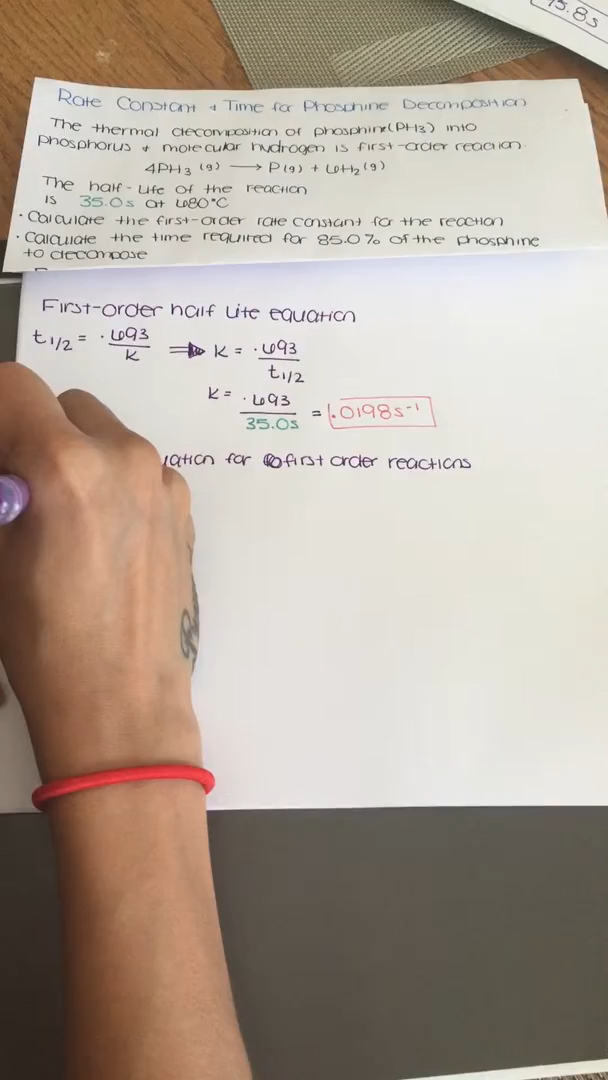 75.8s
Rate Constant & Time for Phosphine Decomposition
The thermal decomposition of phosphine(PH3) into
phosphorus & molecular hydrogen is first-order reaction.
4PH3 (g) → P(g) + 6H2(g)
The half-life of the reaction
is 35.0s at 680°C
• Calculate the first-order rate constant for the reaction
• Calculate the time required for 85.0% of the phosphine
to decompose
First-order half life equation
t1/2 = .693/k ⟹ k = .693/t1/2
k = .693/35.0s = .0198s⁻¹
uation for first order reactions